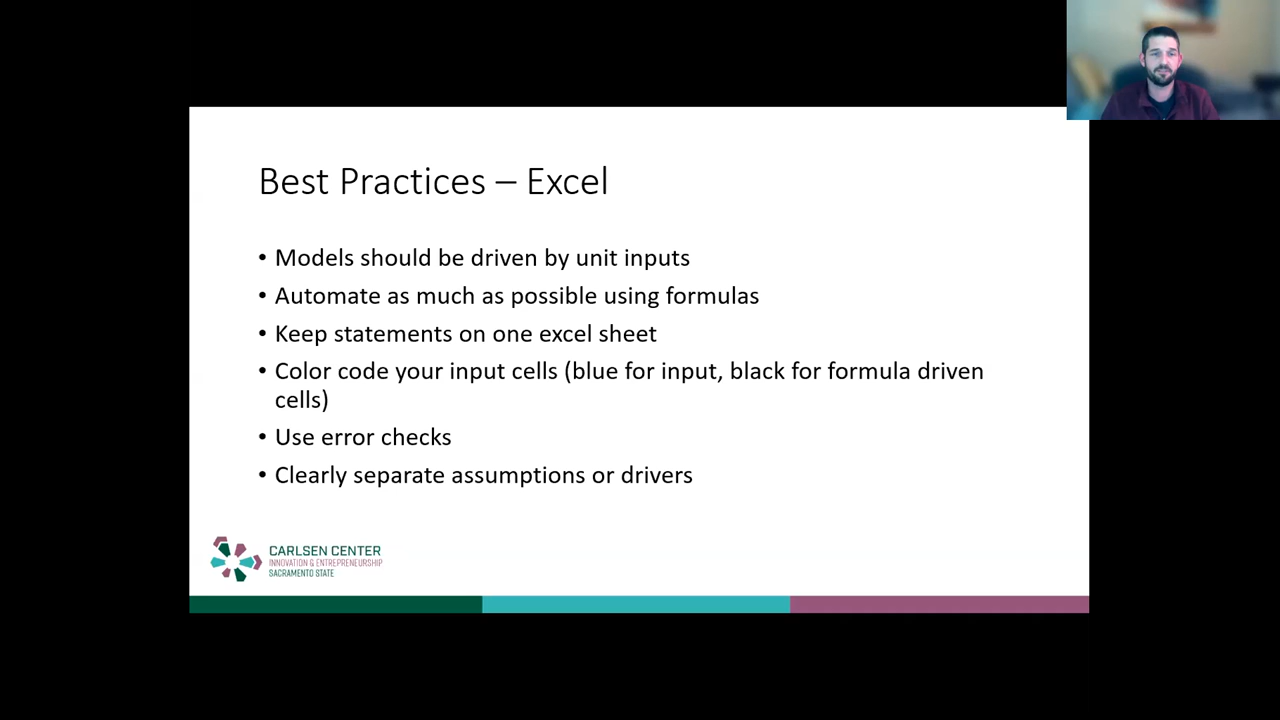 Best Practices – Excel
• Models should be driven by unit inputs
• Automate as much as possible using formulas
• Keep statements on one excel sheet
• Color code your input cells (blue for input, black for formula driven
cells)
• Use error checks
• Clearly separate assumptions or drivers
CARLSEN CENTER
INNOVATION & ENTREPRENEURSHIP
SACRAMENTO STATE